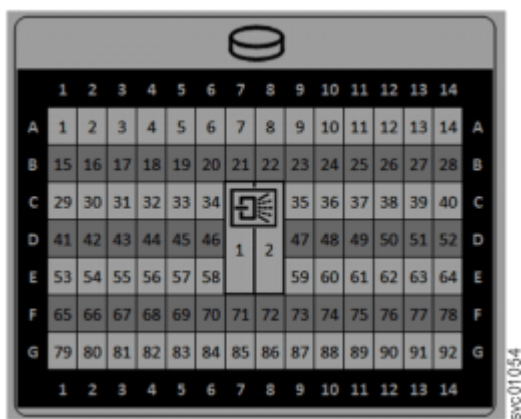 1 2 3 4 5 6 7 8 9 10 11 12 13 14
A 1 2 3 4 5 6 7 8 9 10 11 12 13 14 A
B 15 16 17 18 19 20 21 22 23 24 25 26 27 28 B
C 29 30 31 32 33 34 35 36 37 38 39 40 C
D 41 42 43 44 45 46 1 2 47 48 49 50 51 52 D
E 53 54 55 56 57 58 59 60 61 62 63 64 E
F 65 66 67 68 69 70 71 72 73 74 75 76 77 78 F
G 79 80 81 82 83 84 85 86 87 88 89 90 91 92 G
1 2 3 4 5 6 7 8 9 10 11 12 13 14
svc01054